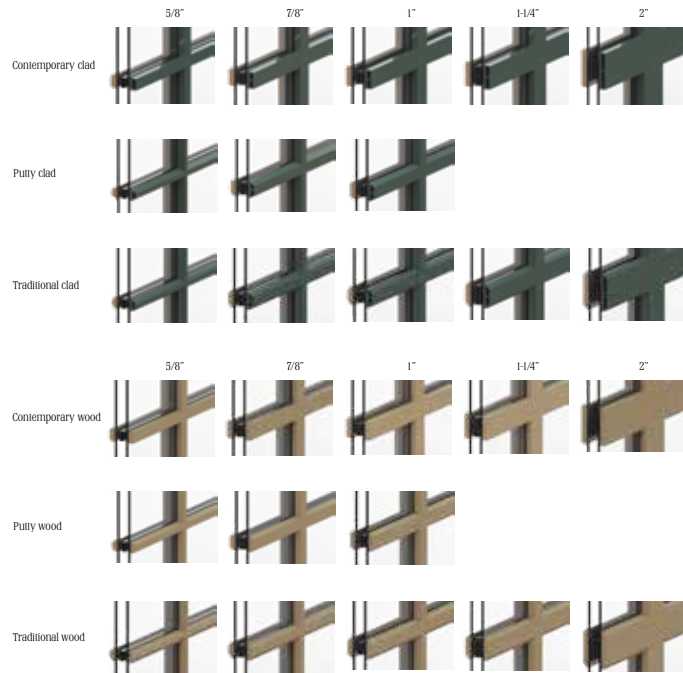 5/8"
7/8"
1"
1-1/4"
2"
Contemporary clad
Putty clad
Traditional clad
5/8"
7/8"
1"
1-1/4"
2"
Contemporary wood
Putty wood
Traditional wood